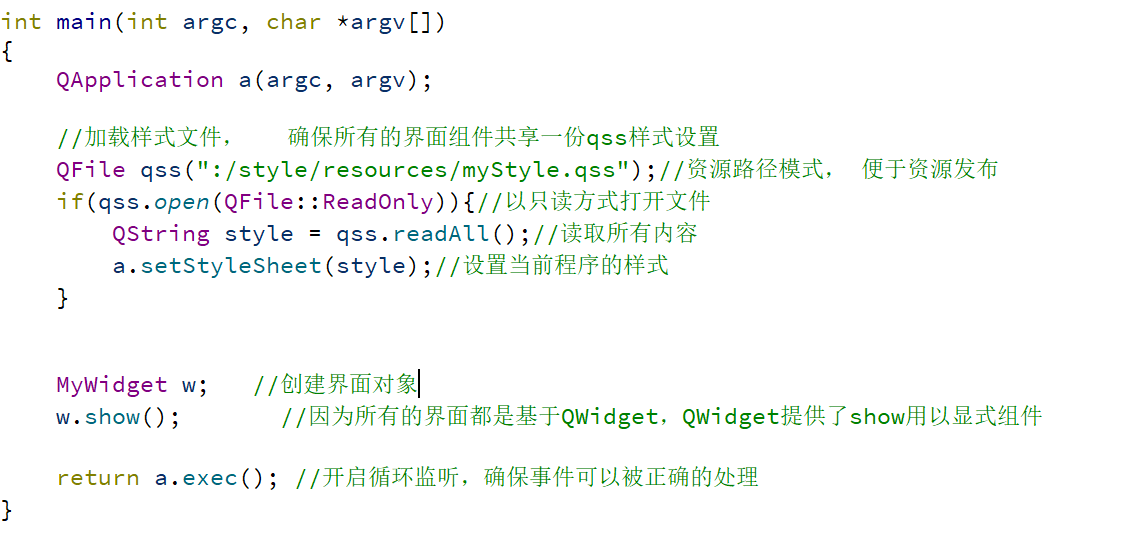 int main(int argc, char *argv[])
{
    QApplication a(argc, argv);
    //加载样式文件，   确保所有的界面组件共享一份qss样式设置
    QFile qss(":/style/resources/myStyle.qss");//资源路径模式， 便于资源发布
    if(qss.open(QFile::ReadOnly)){//以只读方式打开文件
        QString style = qss.readAll();//读取所有内容
        a.setStyleSheet(style);//设置当前程序的样式
    }
    MyWidget w;   //创建界面对象
    w.show();       //因为所有的界面都是基于QWidget，QWidget提供了show用以显式组件
    return a.exec(); //开启循环监听，确保事件可以被正确的处理
}